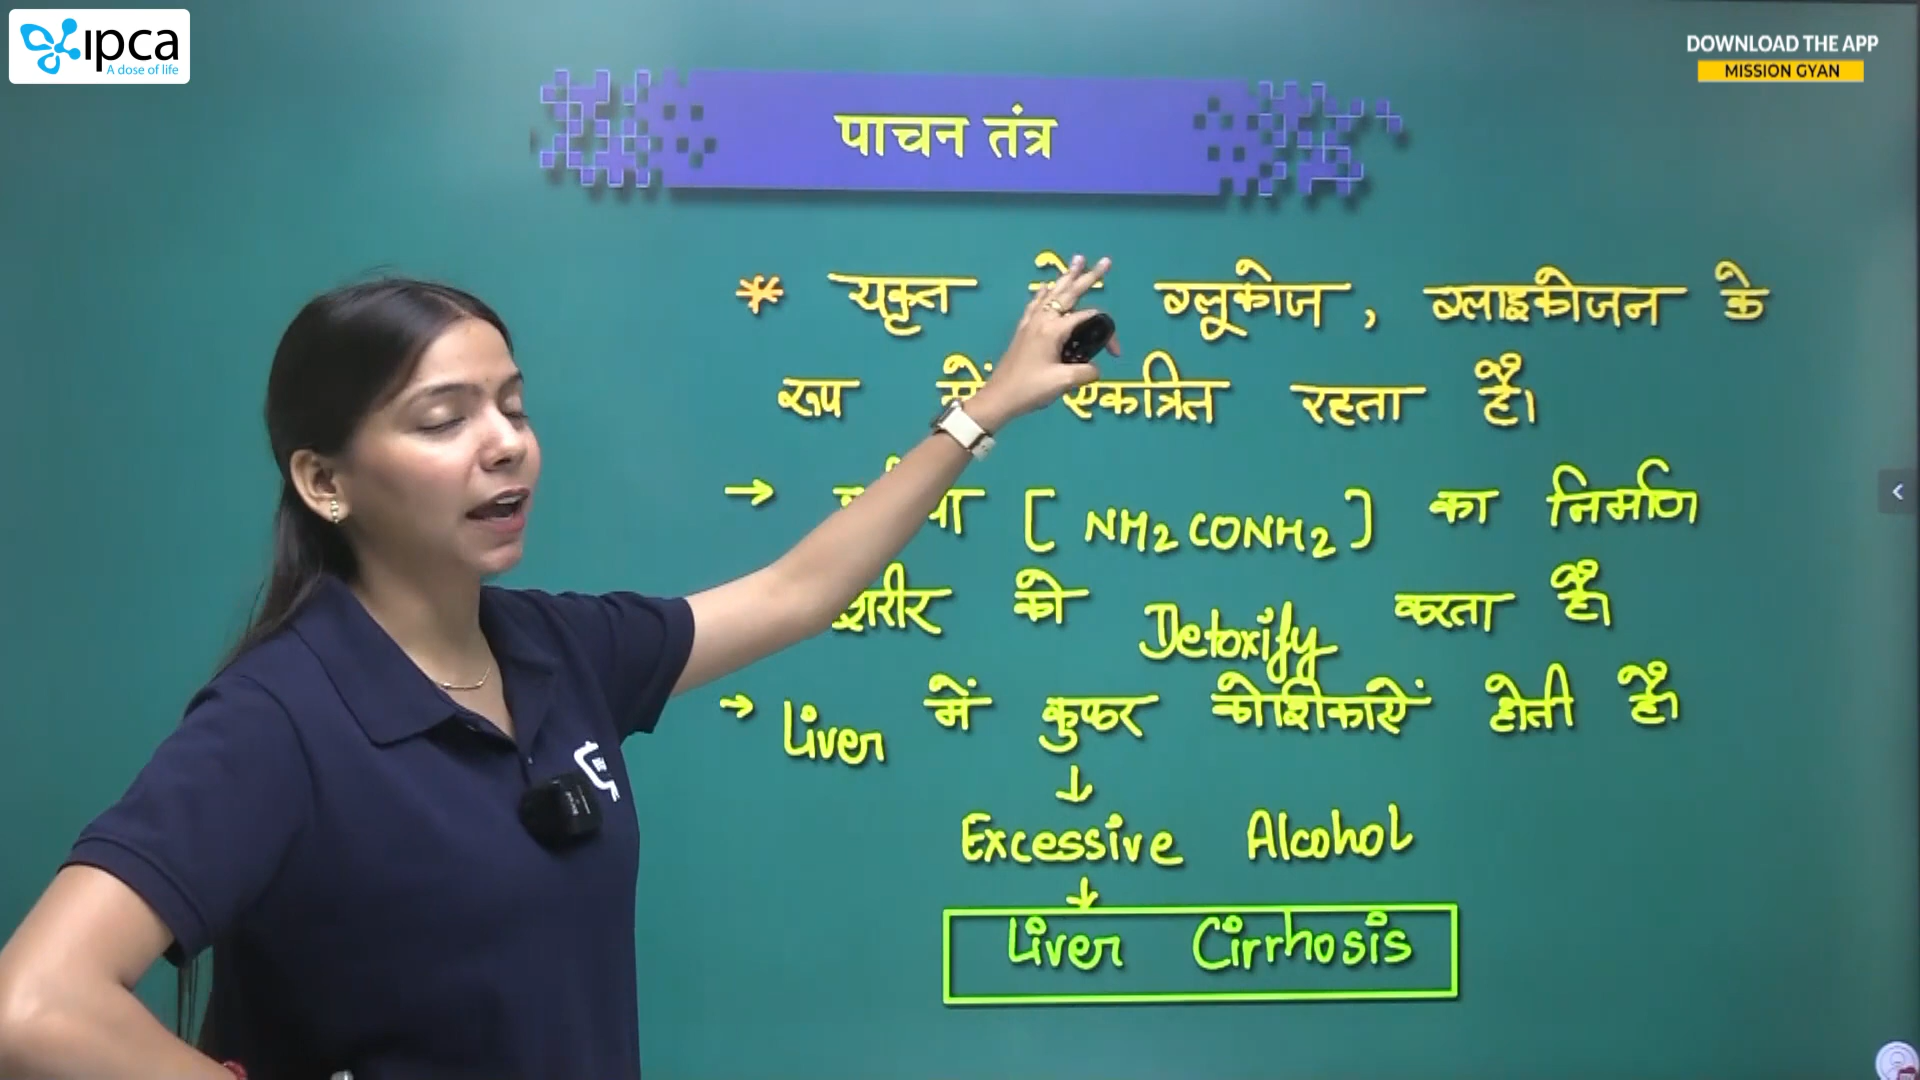 ipca
A dose of life
DOWNLOAD THE APP
MISSION GYAN
पाचन तंत्र
* यकृत ग्लूकोज, ग्लाइकोजन के
रूप में एकत्रित रहता है।
→ [NH2CONH2] का निर्माण
शरीर को Detoxify करता है।
→ Liver में कुफर कोशिकाऐं होती है।
↓
Excessive Alcohol
↓
Liver Cirrhosis